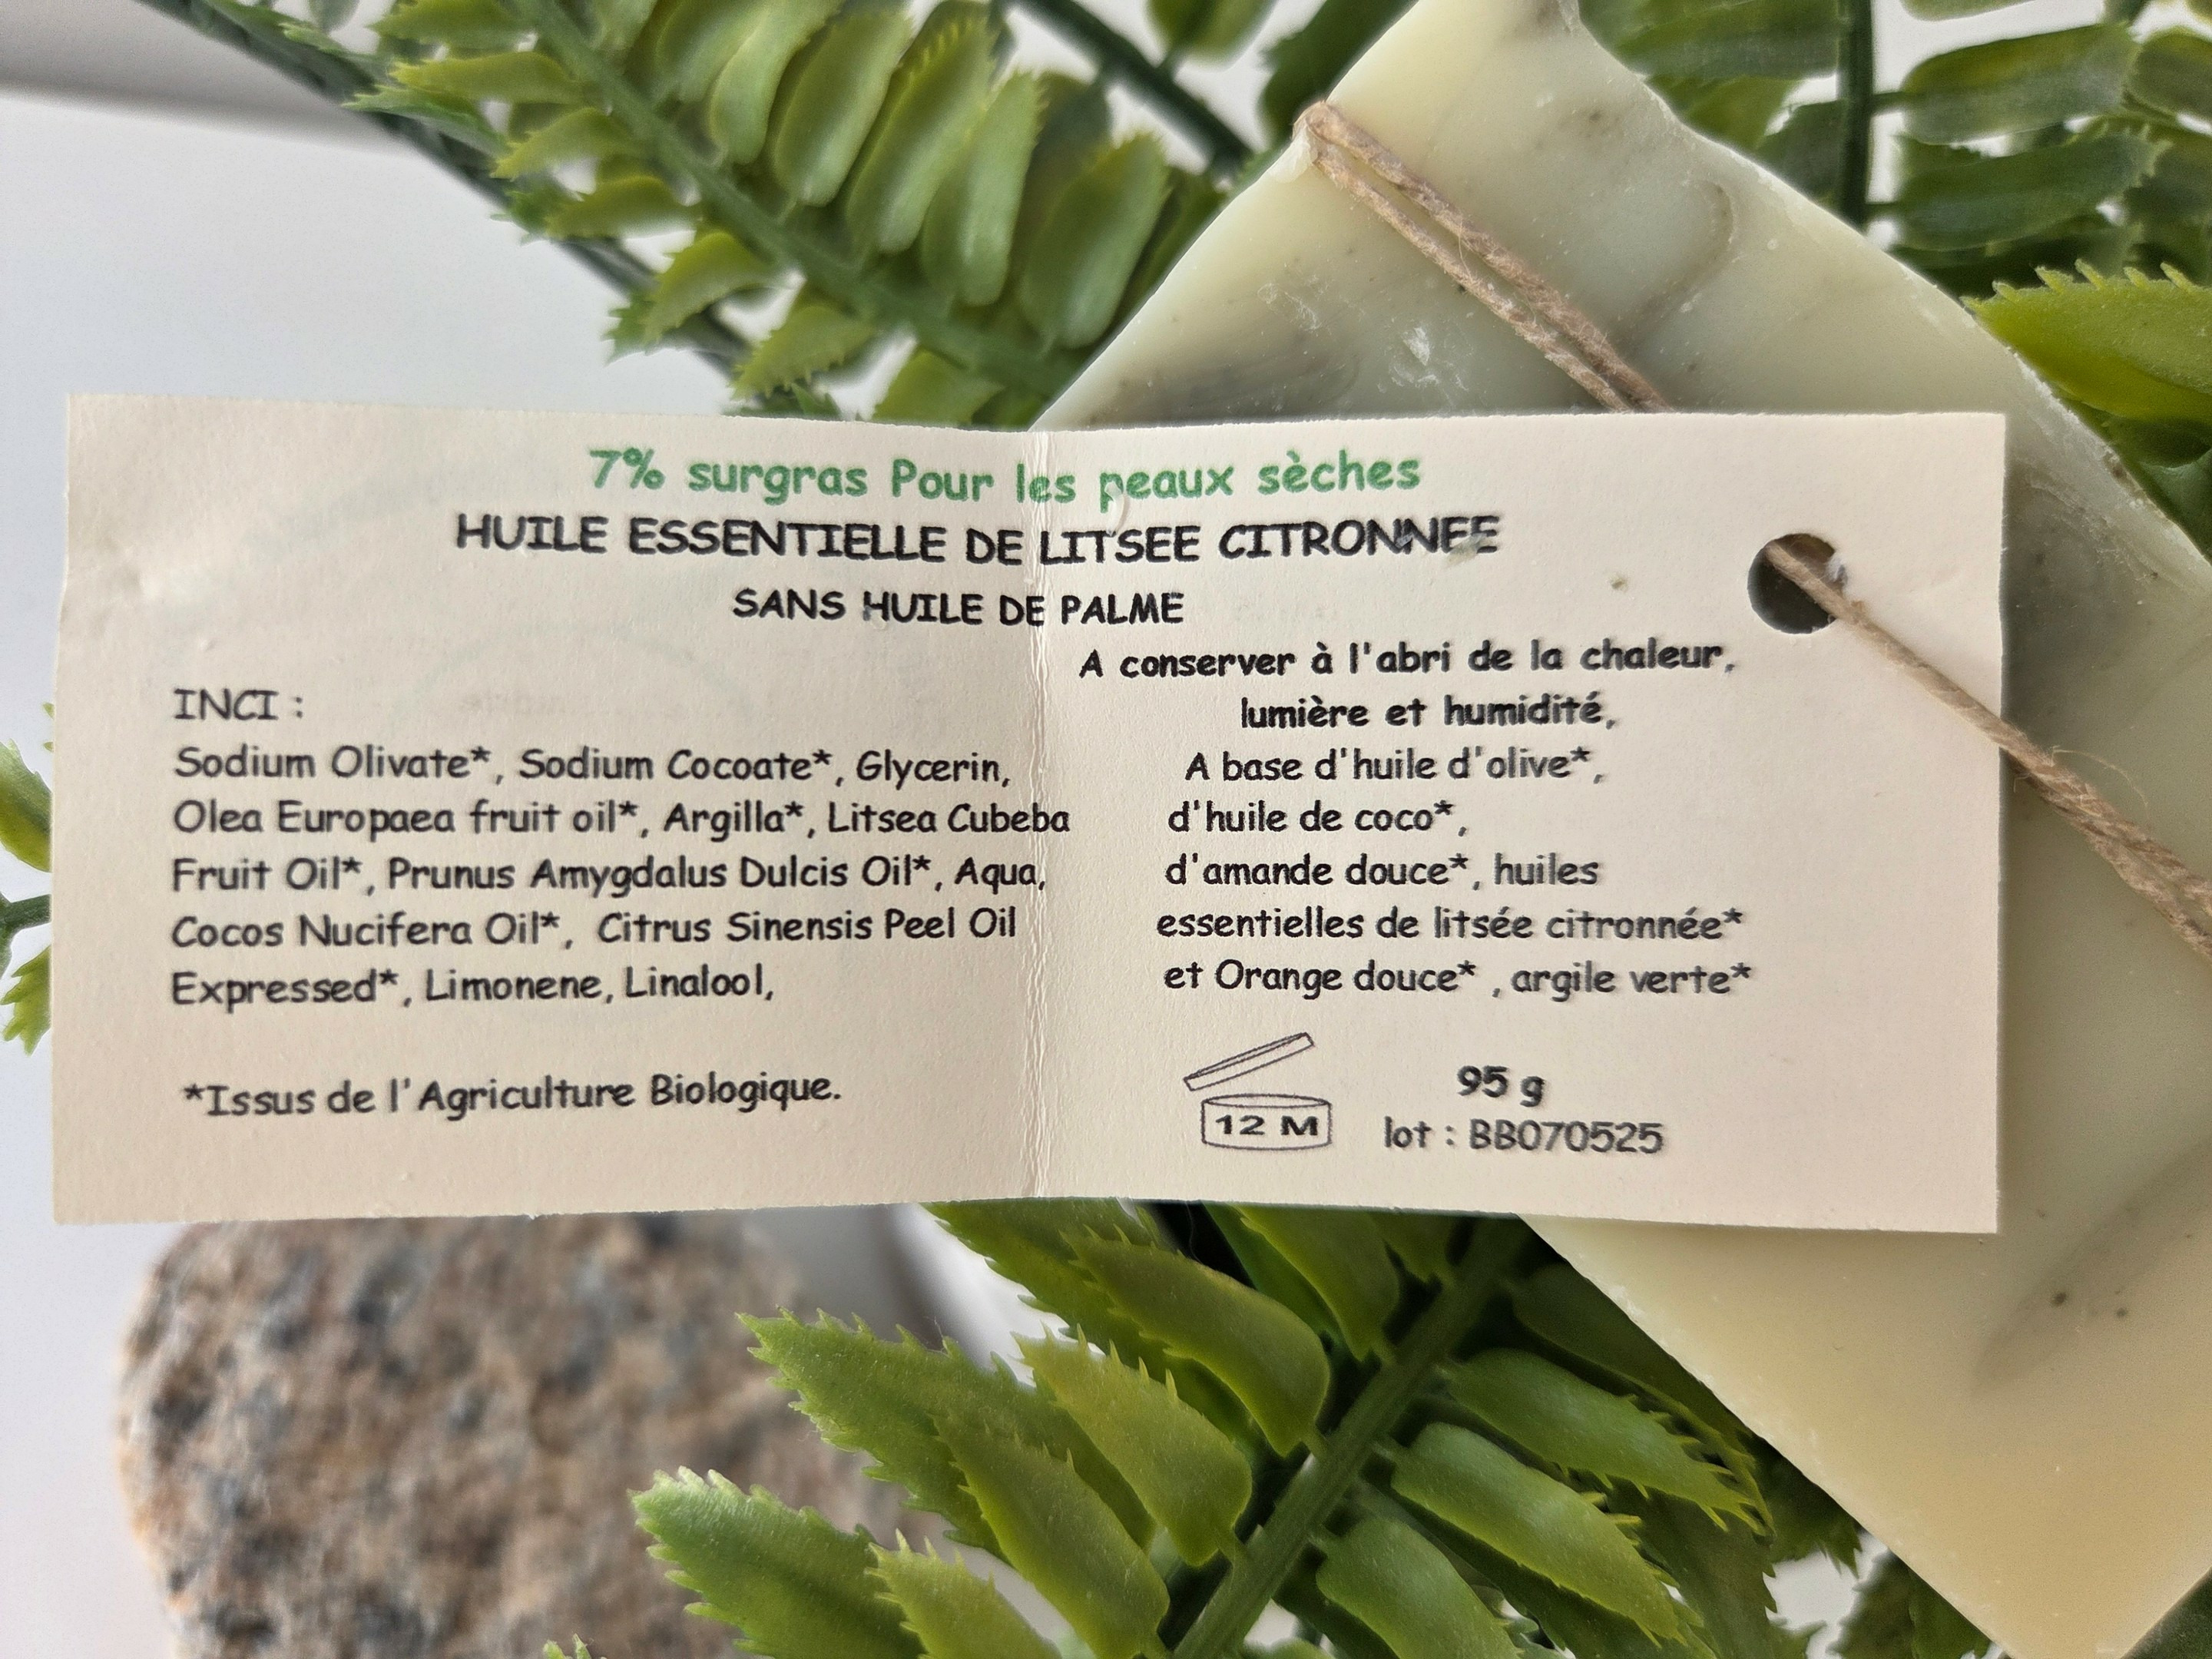 7% surgras Pour les peaux sèches
HUILE ESSENTIELLE DE LITSEE CITRONNEE
SANS HUILE DE PALME
INCI :
Sodium Olivate*, Sodium Cocoate*, Glycerin,
Olea Europaea fruit oil*, Argilla*, Litsea Cubeba
Fruit Oil*, Prunus Amygdalus Dulcis Oil*, Aqua,
Cocos Nucifera Oil*, Citrus Sinensis Peel Oil
Expressed*, Limonene, Linalool,
*Issus de l'Agriculture Biologique.
A conserver à l'abri de la chaleur,
lumière et humidité,
A base d'huile d'olive*,
d'huile de coco*,
d'amande douce*, huiles
essentielles de litsée citronnée*
et Orange douce* , argile verte*
12 M
95 g
lot : BB070525